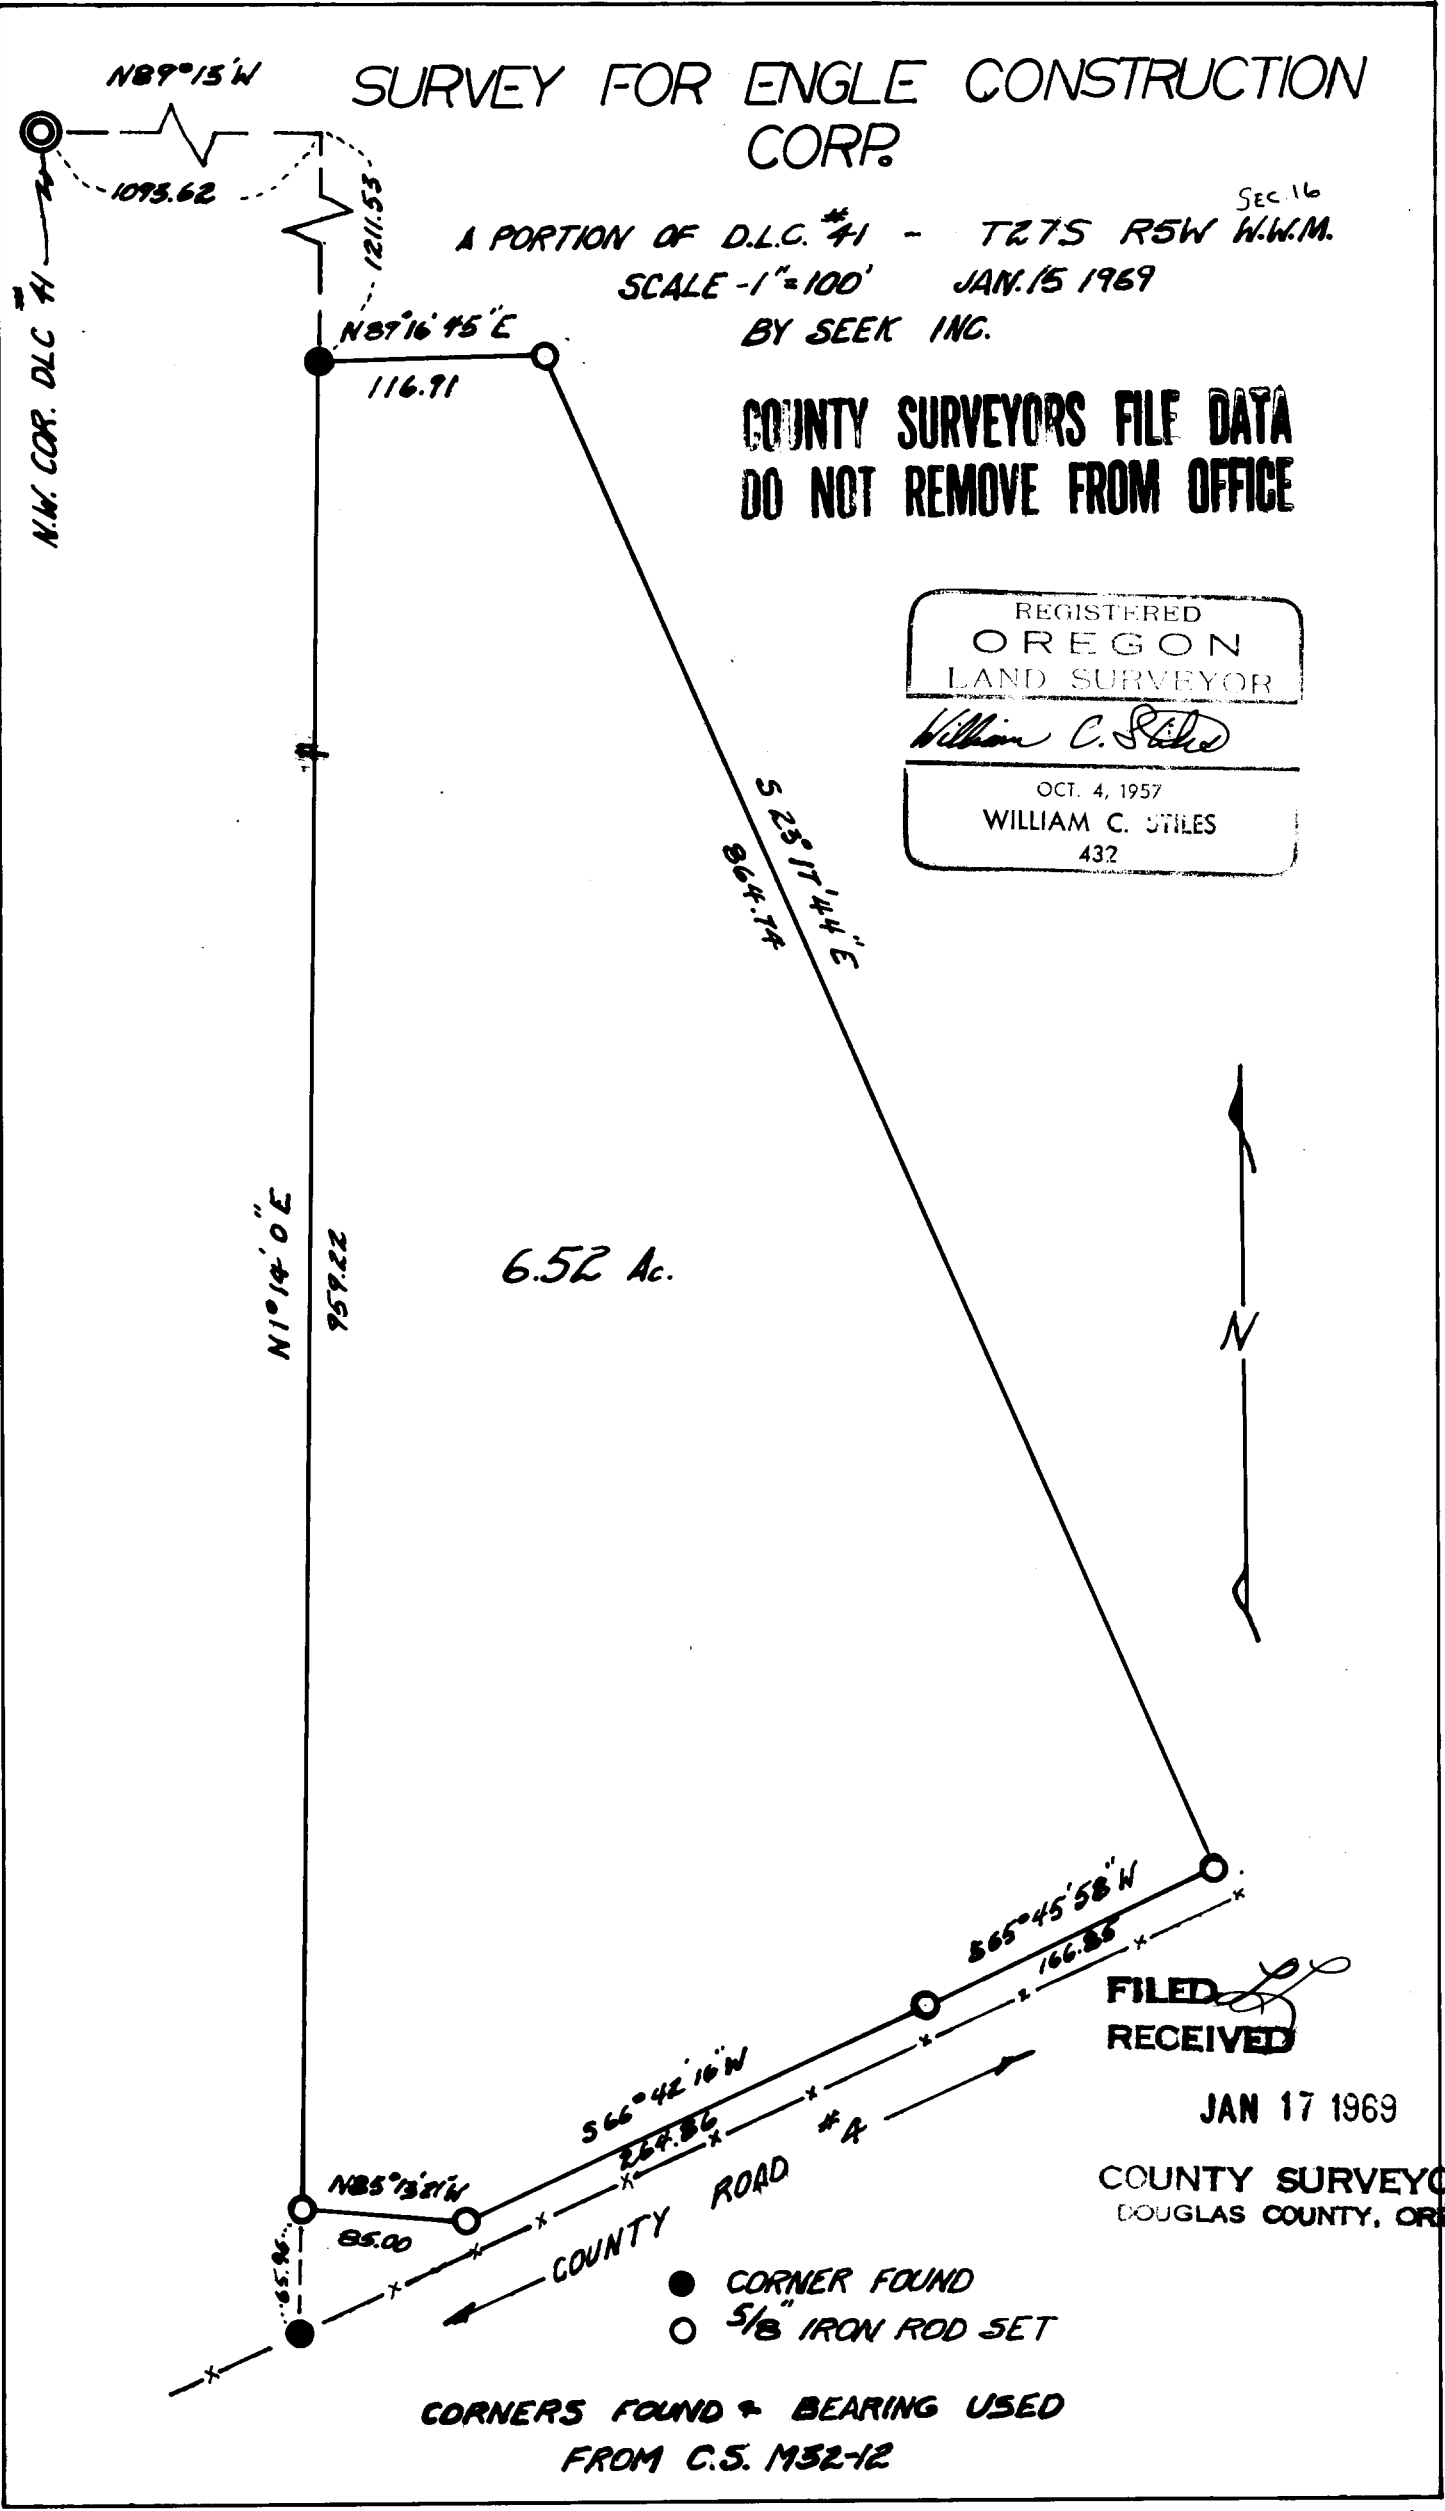 N89°15'W
SURVEY FOR ENGLE CONSTRUCTION
CORP.
1093.62
1211.53
N.W. COR. DLC #41
SEC. 16
A PORTION OF D.L.C. #41 - T27S R5W W.W.M.
SCALE - 1"=100' JAN. 15 1969
BY SEEK INC.
N89°16'45"E
116.91
COUNTY SURVEYORS FILE DATA
DO NOT REMOVE FROM OFFICE
REGISTERED
OREGON
LAND SURVEYOR
William C. Stiles
OCT. 4, 1957
WILLIAM C. STILES
432
S 23°17'44"E
864.74
N1°14'0"E
959.22
6.52 Ac.
N
S65°45'58"W
166.85
S66°42'16"W
264.86
N85°13'21"W
85.00
65.96
COUNTY ROAD #A
FILED
RECEIVED
JAN 17 1969
COUNTY SURVEYO
DOUGLAS COUNTY, OR
CORNER FOUND
5/8" IRON ROD SET
CORNERS FOUND & BEARING USED
FROM C.S. M32-12